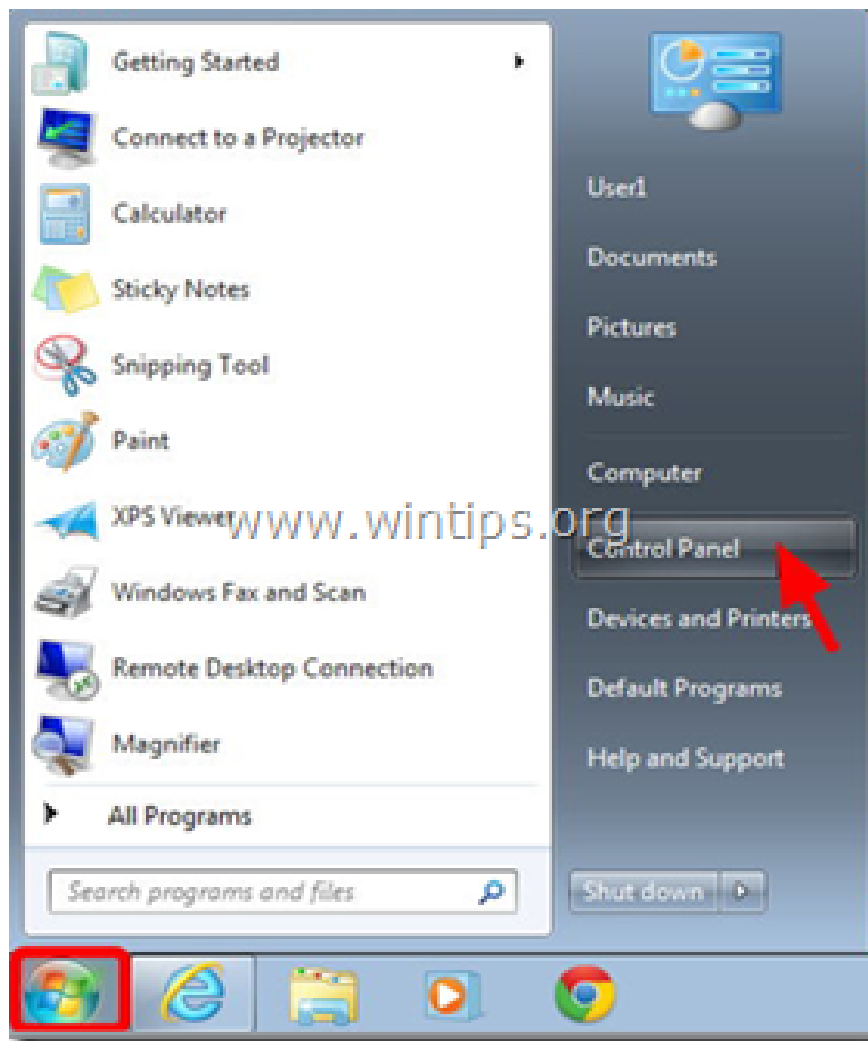 Getting Started
Connect to a Projector
Calculator
Sticky Notes
Snipping Tool
Paint
XPS Viewer
Windows Fax and Scan
Remote Desktop Connection
Magnifier
All Programs
Search programs and files
User1
Documents
Pictures
Music
Computer
www.wintips.org
Control Panel
Devices and Printers
Default Programs
Help and Support
Shut down